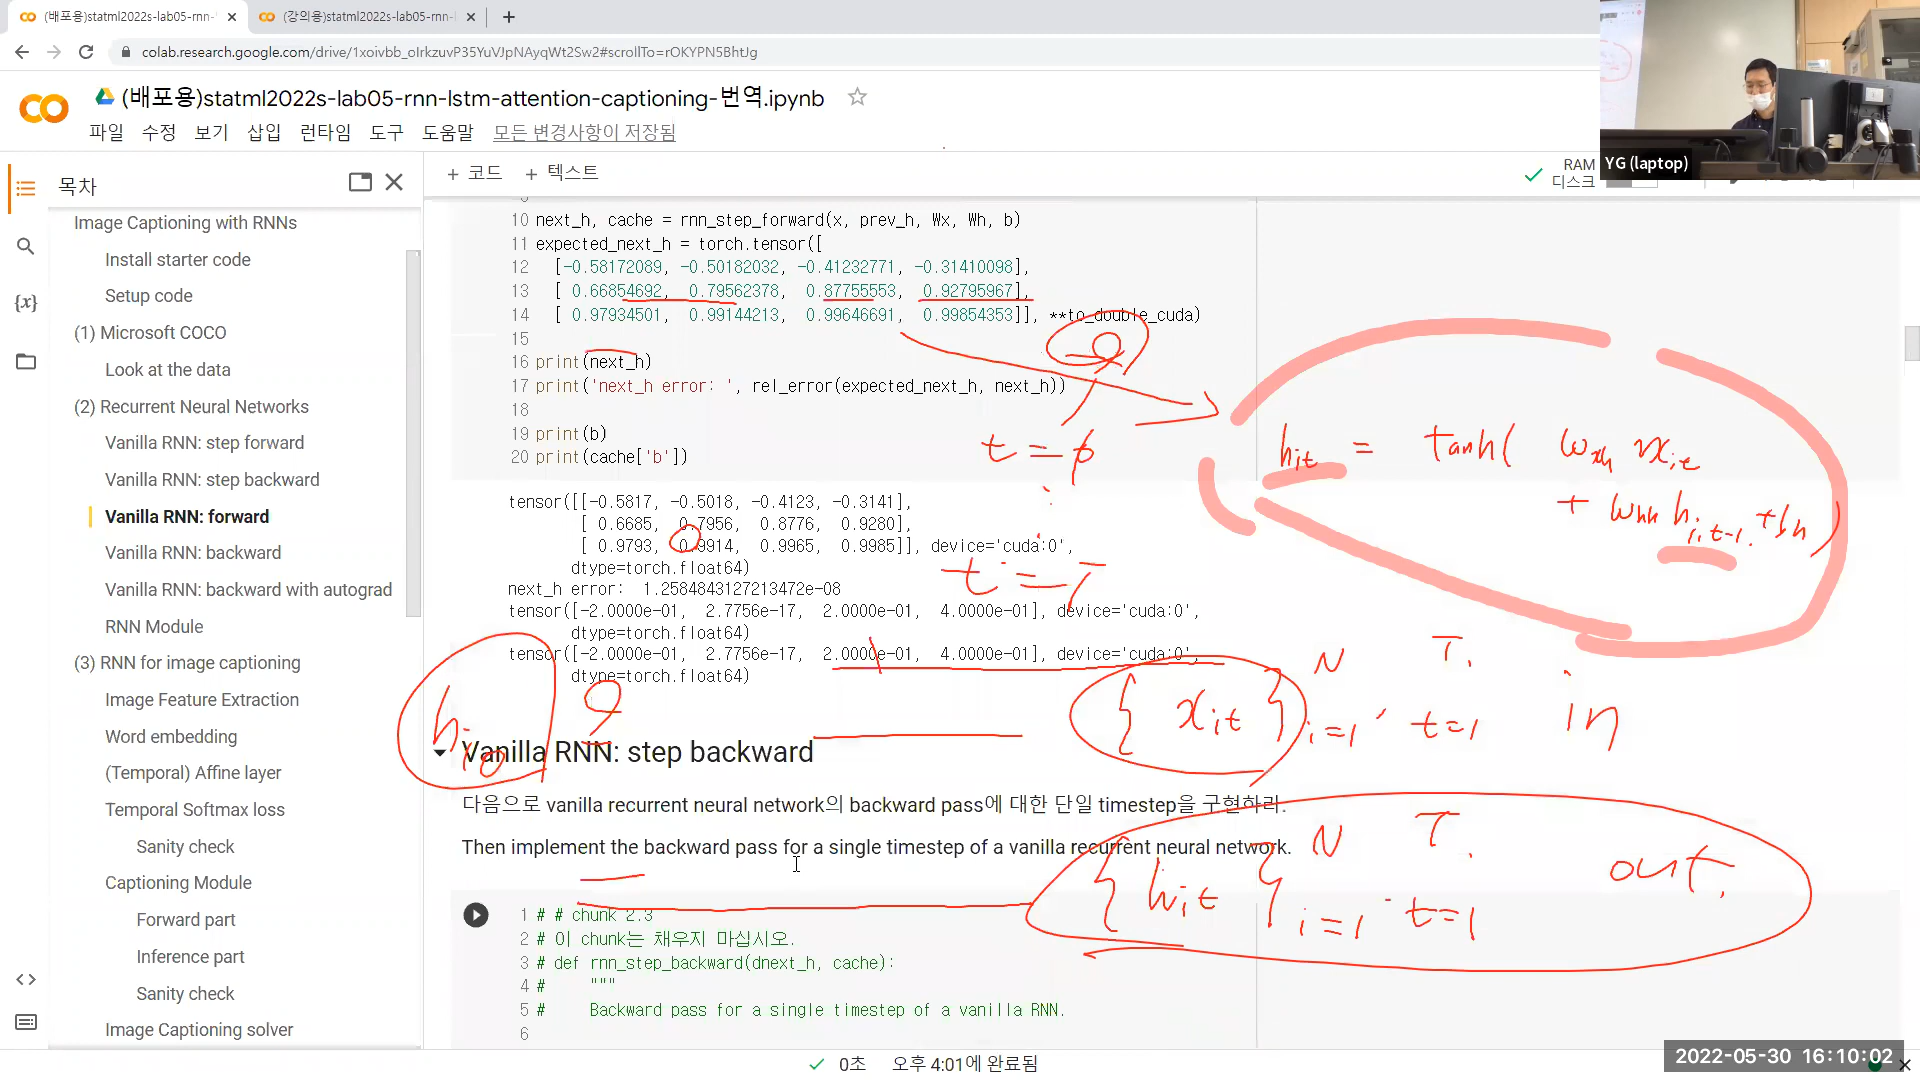 (배포용)statml2022s-lab05-rnn-
(강의용)statml2022s-lab05-rnn-l
colab.research.google.com/drive/1xoivbb_oIrkzuvP35YuVJpNAyqWt2Sw2#scrollTo=rOKYPN5BhtJg
(배포용)statml2022s-lab05-rnn-lstm-attention-captioning-번역.ipynb
파일 수정 보기 삽입 런타임 도구 도움말 모든 변경사항이 저장됨
YG (laptop)
목차
+ 코드 + 텍스트
RAM
디스크
Image Captioning with RNNs
Install starter code
Setup code
(1) Microsoft COCO
Look at the data
(2) Recurrent Neural Networks
Vanilla RNN: step forward
Vanilla RNN: step backward
Vanilla RNN: forward
Vanilla RNN: backward
Vanilla RNN: backward with autograd
RNN Module
(3) RNN for image captioning
Image Feature Extraction
Word embedding
(Temporal) Affine layer
Temporal Softmax loss
Sanity check
Captioning Module
Forward part
Inference part
Sanity check
Image Captioning solver
10 next_h, cache = rnn_step_forward(x, prev_h, Wx, Wh, b)
11 expected_next_h = torch.tensor([
12 [-0.58172089, -0.50182032, -0.41232771, -0.31410098],
13 [ 0.66854692, 0.79562378, 0.87755553, 0.92795967],
14 [ 0.97934501, 0.99144213, 0.99646691, 0.99854353]], **to_double_cuda)
15
16 print(next_h)
17 print('next_h error: ', rel_error(expected_next_h, next_h))
18
19 print(b)
20 print(cache['b'])
tensor([[-0.5817, -0.5018, -0.4123, -0.3141],
[ 0.6685, 0.7956, 0.8776, 0.9280],
[ 0.9793, 0.9914, 0.9965, 0.9985]], device='cuda:0',
dtype=torch.float64)
next_h error: 1.2584843127213472e-08
tensor([-2.0000e-01, 2.7756e-17, 2.0000e-01, 4.0000e-01], device='cuda:0',
dtype=torch.float64)
tensor([-2.0000e-01, 2.7756e-17, 2.0000e-01, 4.0000e-01], device='cuda:0',
dtype=torch.float64)
h_it = tanh( W_xh x_it
+ W_hh h_i,t-1 + b_h )
t = T
{ x_it } N i=1, T t=1 in
h_i0
Vanilla RNN: step backward
다음으로 vanilla recurrent neural network의 backward pass에 대한 단일 timestep을 구현하라.
Then implement the backward pass for a single timestep of a vanilla recurrent neural network.
{ h_it } N i=1, T t=1 out.
1 # # chunk 2.3
2 # 이 chunk는 채우지 마십시오.
3 # def rnn_step_backward(dnext_h, cache):
4 # """
5 # Backward pass for a single timestep of a vanilla RNN.
6
0초 오후 4:01에 완료됨
2022-05-30 16:10:02